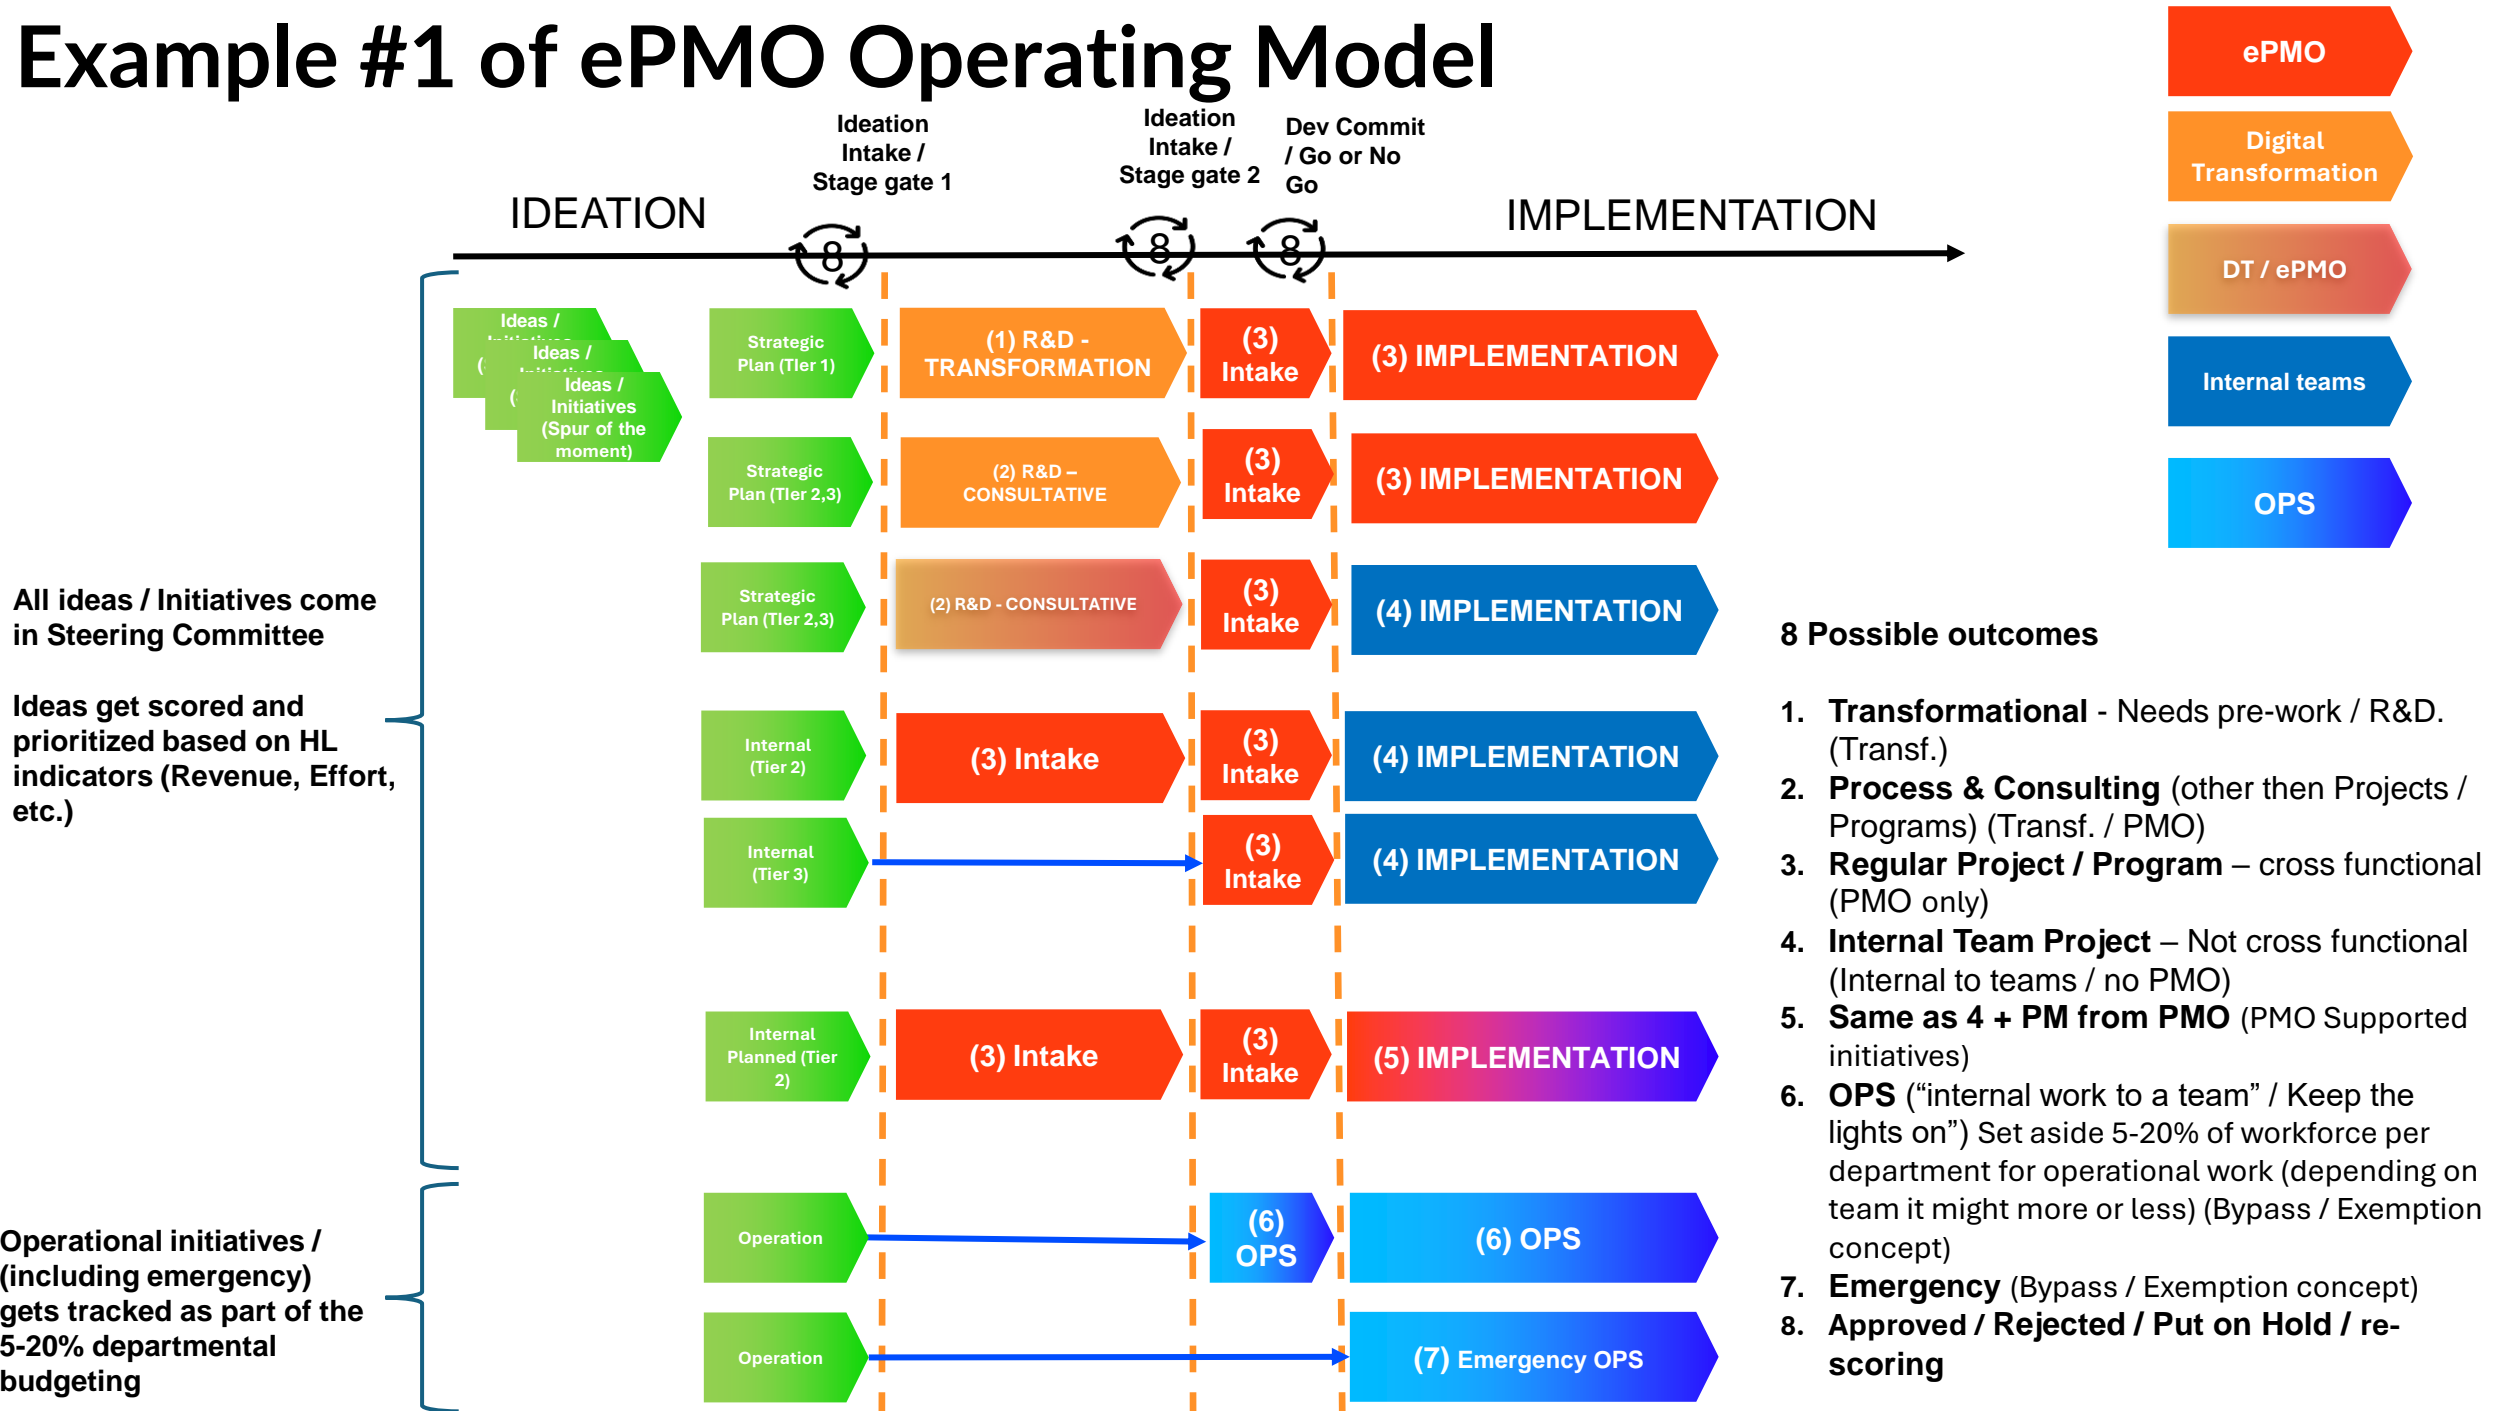 Example #1 of ePMO Operating Model
Ideation
Intake /
Stage gate 1
Ideation
Intake /
Stage gate 2
Dev Commit
/ Go or No
Go
IDEATION
IMPLEMENTATION
8
8
8
ePMO
Digital
Transformation
DT / ePMO
Internal teams
OPS
Ideas /
Ideas /
Ideas /
Initiatives
(Spur of the
moment)
Strategic
Plan (TIer 1)
(1) R&D -
TRANSFORMATION
(3)
Intake
(3) IMPLEMENTATION
Strategic
Plan (TIer 2,3)
(2) R&D –
CONSULTATIVE
(3)
Intake
(3) IMPLEMENTATION
Strategic
Plan (TIer 2,3)
(2) R&D - CONSULTATIVE
(3)
Intake
(4) IMPLEMENTATION
Internal
(Tier 2)
(3) Intake
(3)
Intake
(4) IMPLEMENTATION
Internal
(Tier 3)
(3)
Intake
(4) IMPLEMENTATION
Internal
Planned (Tier
2)
(3) Intake
(3)
Intake
(5) IMPLEMENTATION
Operation
(6)
OPS
(6) OPS
Operation
(7) Emergency OPS
All ideas / Initiatives come
in Steering Committee
Ideas get scored and
prioritized based on HL
indicators (Revenue, Effort,
etc.)
Operational initiatives /
(including emergency)
gets tracked as part of the
5-20% departmental
budgeting
8 Possible outcomes
1. Transformational - Needs pre-work / R&D.
(Transf.)
2. Process & Consulting (other then Projects /
Programs) (Transf. / PMO)
3. Regular Project / Program – cross functional
(PMO only)
4. Internal Team Project – Not cross functional
(Internal to teams / no PMO)
5. Same as 4 + PM from PMO (PMO Supported
initiatives)
6. OPS (“internal work to a team” / Keep the
lights on”) Set aside 5-20% of workforce per
department for operational work (depending on
team it might more or less) (Bypass / Exemption
concept)
7. Emergency (Bypass / Exemption concept)
8. Approved / Rejected / Put on Hold / re-
scoring